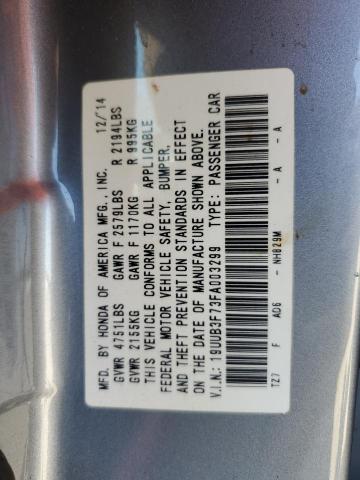 MFD. BY HONDA OF AMERICA MFG., INC. 12/14
GVWR 4751LBS GAWR F 2579LBS R 2194LBS
GVWR 2155KG GAWR F 1170KG R 995KG
THIS VEHICLE CONFORMS TO ALL APPLICABLE
FEDERAL MOTOR VEHICLE SAFETY, BUMPER,
AND THEFT PREVENTION STANDARDS IN EFFECT
ON THE DATE OF MANUFACTURE SHOWN ABOVE.
V.I.N.: 19UUB3F73FA003299 TYPE: PASSENGER CAR
TZ7 F AD6 - NH829M - A - A